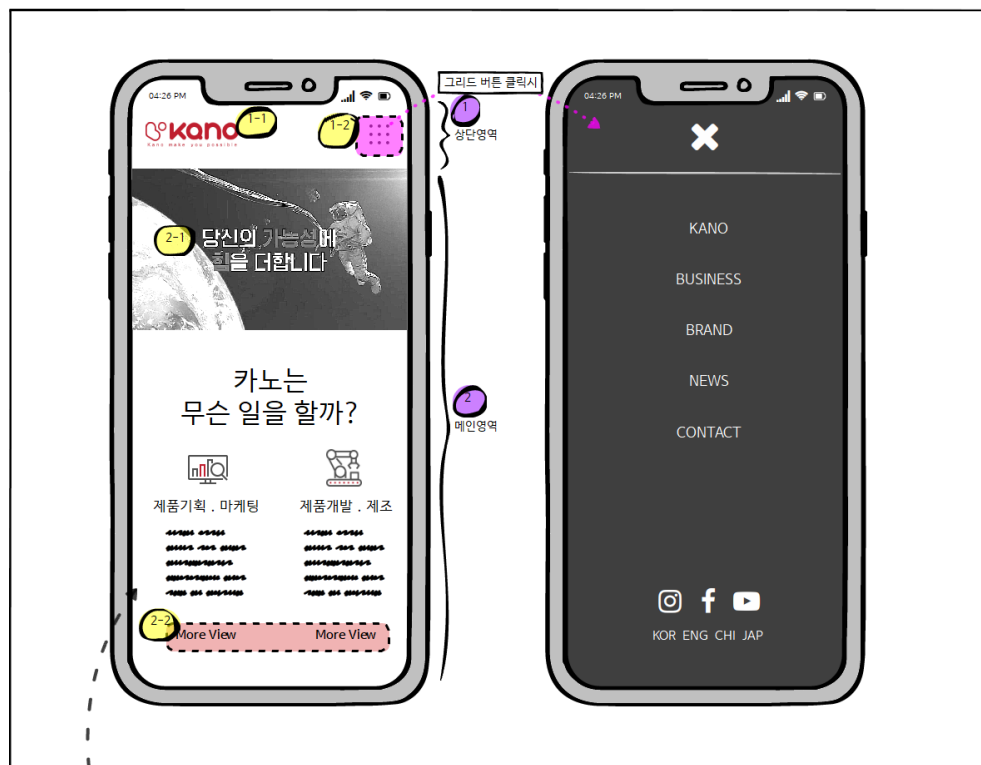 그리드 버튼 클릭시
04:26 PM
1-1
1-2
1
상단영역
Kano
Kano make you possible
2-1
당신의 가능성에
힘을 더합니다
카노는
무슨 일을 할까?
2
메인영역
제품기획 . 마케팅
제품개발 . 제조
2-2
More View
More View
04:26 PM
KANO
BUSINESS
BRAND
NEWS
CONTACT
KOR ENG CHI JAP